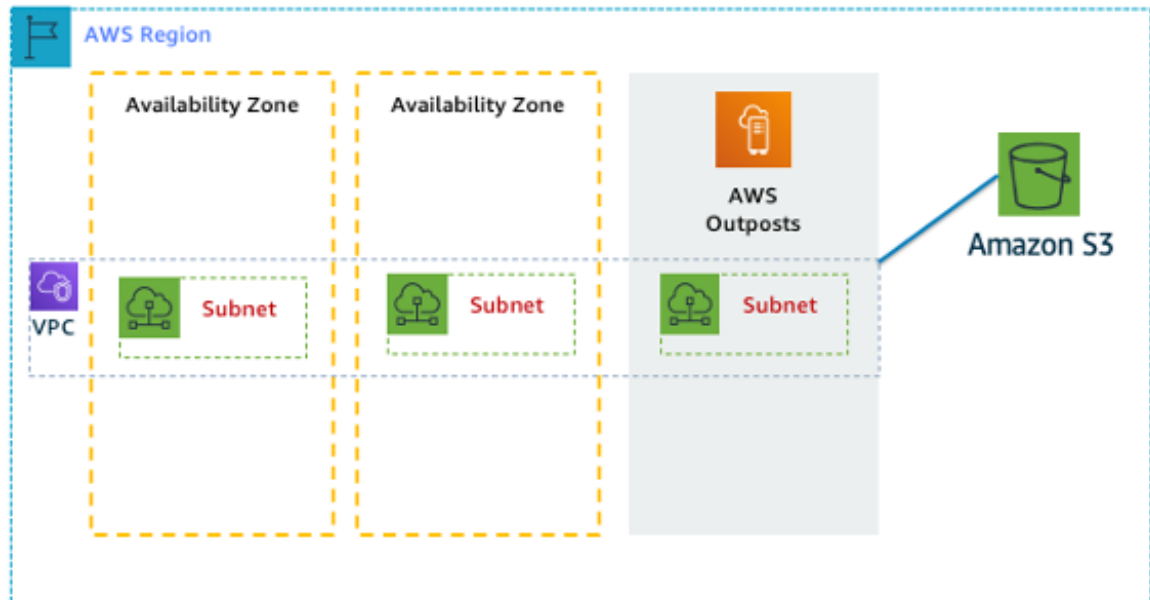 AWS Region
Availability Zone
Availability Zone
AWS
Outposts
Amazon S3
VPC
Subnet
Subnet
Subnet